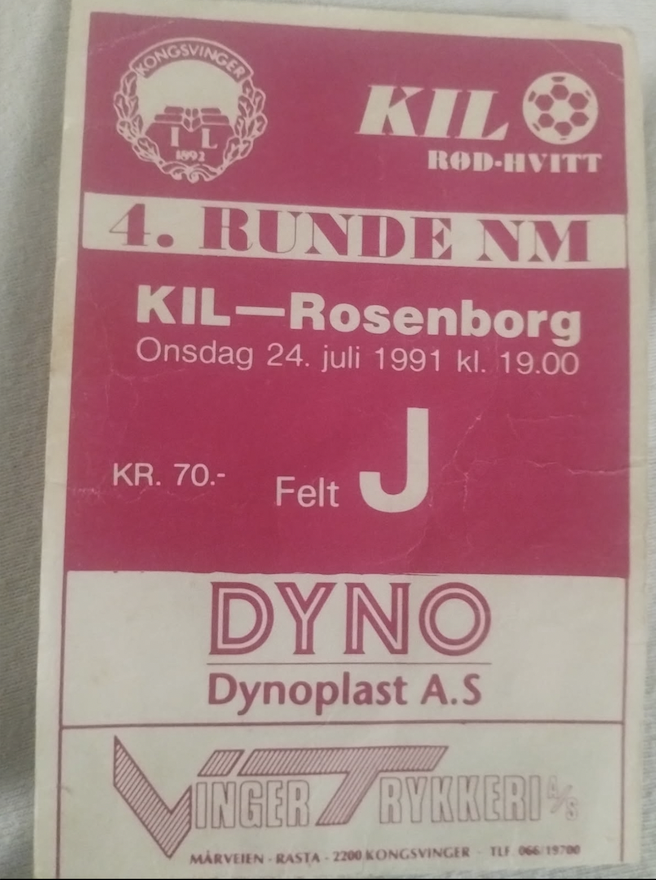 KONGSVINGER
I L
1892
KIL
RØD-HVITT
4. RUNDE NM
KIL—Rosenborg
Onsdag 24. juli 1991 kl. 19.00
KR. 70.- Felt J
DYNO
Dynoplast A.S
VINGER TRYKKERI A/S
MÅRVEIEN - RASTA - 2200 KONGSVINGER - TLF. 066/19700